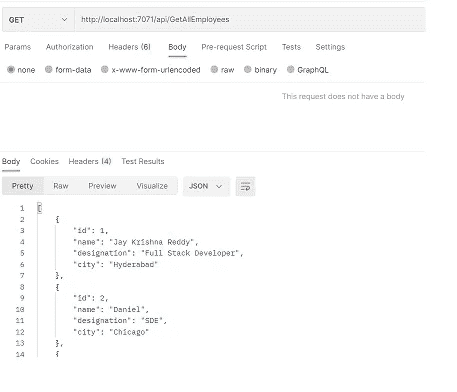 GET http://localhost:7071/api/GetAllEmployees
Params Authorization Headers (6) Body Pre-request Script Tests Settings
none form-data x-www-form-urlencoded raw binary GraphQL
This request does not have a body
Body Cookies Headers (4) Test Results
Pretty Raw Preview Visualize JSON
1 [
2 {
3 "id": 1,
4 "name": "Jay Krishna Reddy",
5 "designation": "Full Stack Developer",
6 "city": "Hyderabad"
7 },
8 {
9 "id": 2,
10 "name": "Daniel",
11 "designation": "SDE",
12 "city": "Chicago"
13 },
14 {